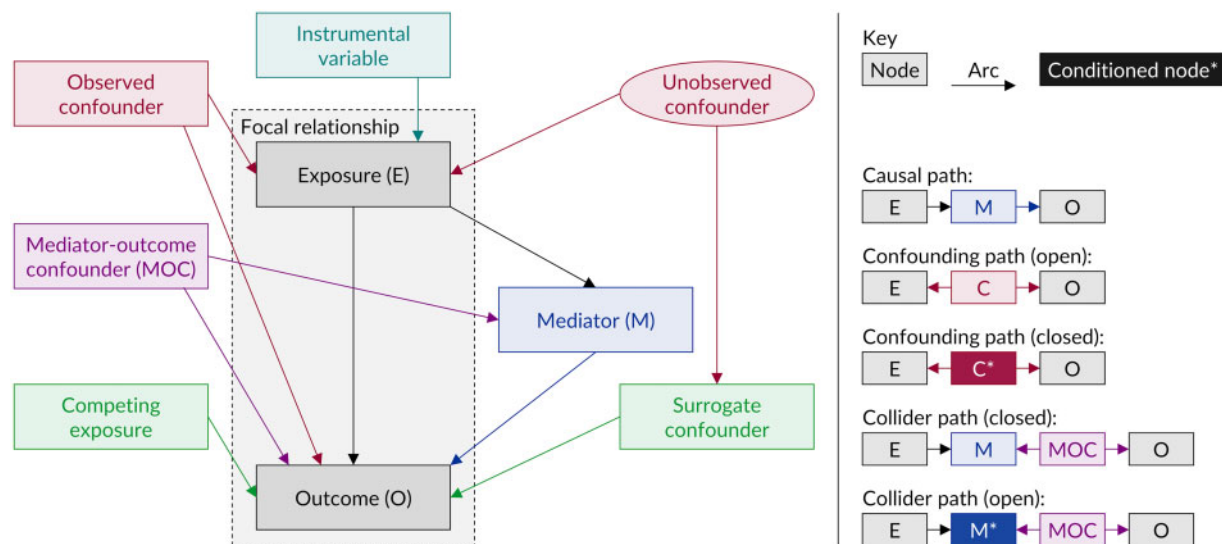 Instrumental
variable
Observed
confounder
Unobserved
confounder
Focal relationship
Exposure (E)
Mediator-outcome
confounder (MOC)
Mediator (M)
Competing
exposure
Surrogate
confounder
Outcome (O)
Key
Node
Arc
Conditioned node*
Causal path:
E M O
Confounding path (open):
E C O
Confounding path (closed):
E C* O
Collider path (closed):
E M MOC O
Collider path (open):
E M* MOC O